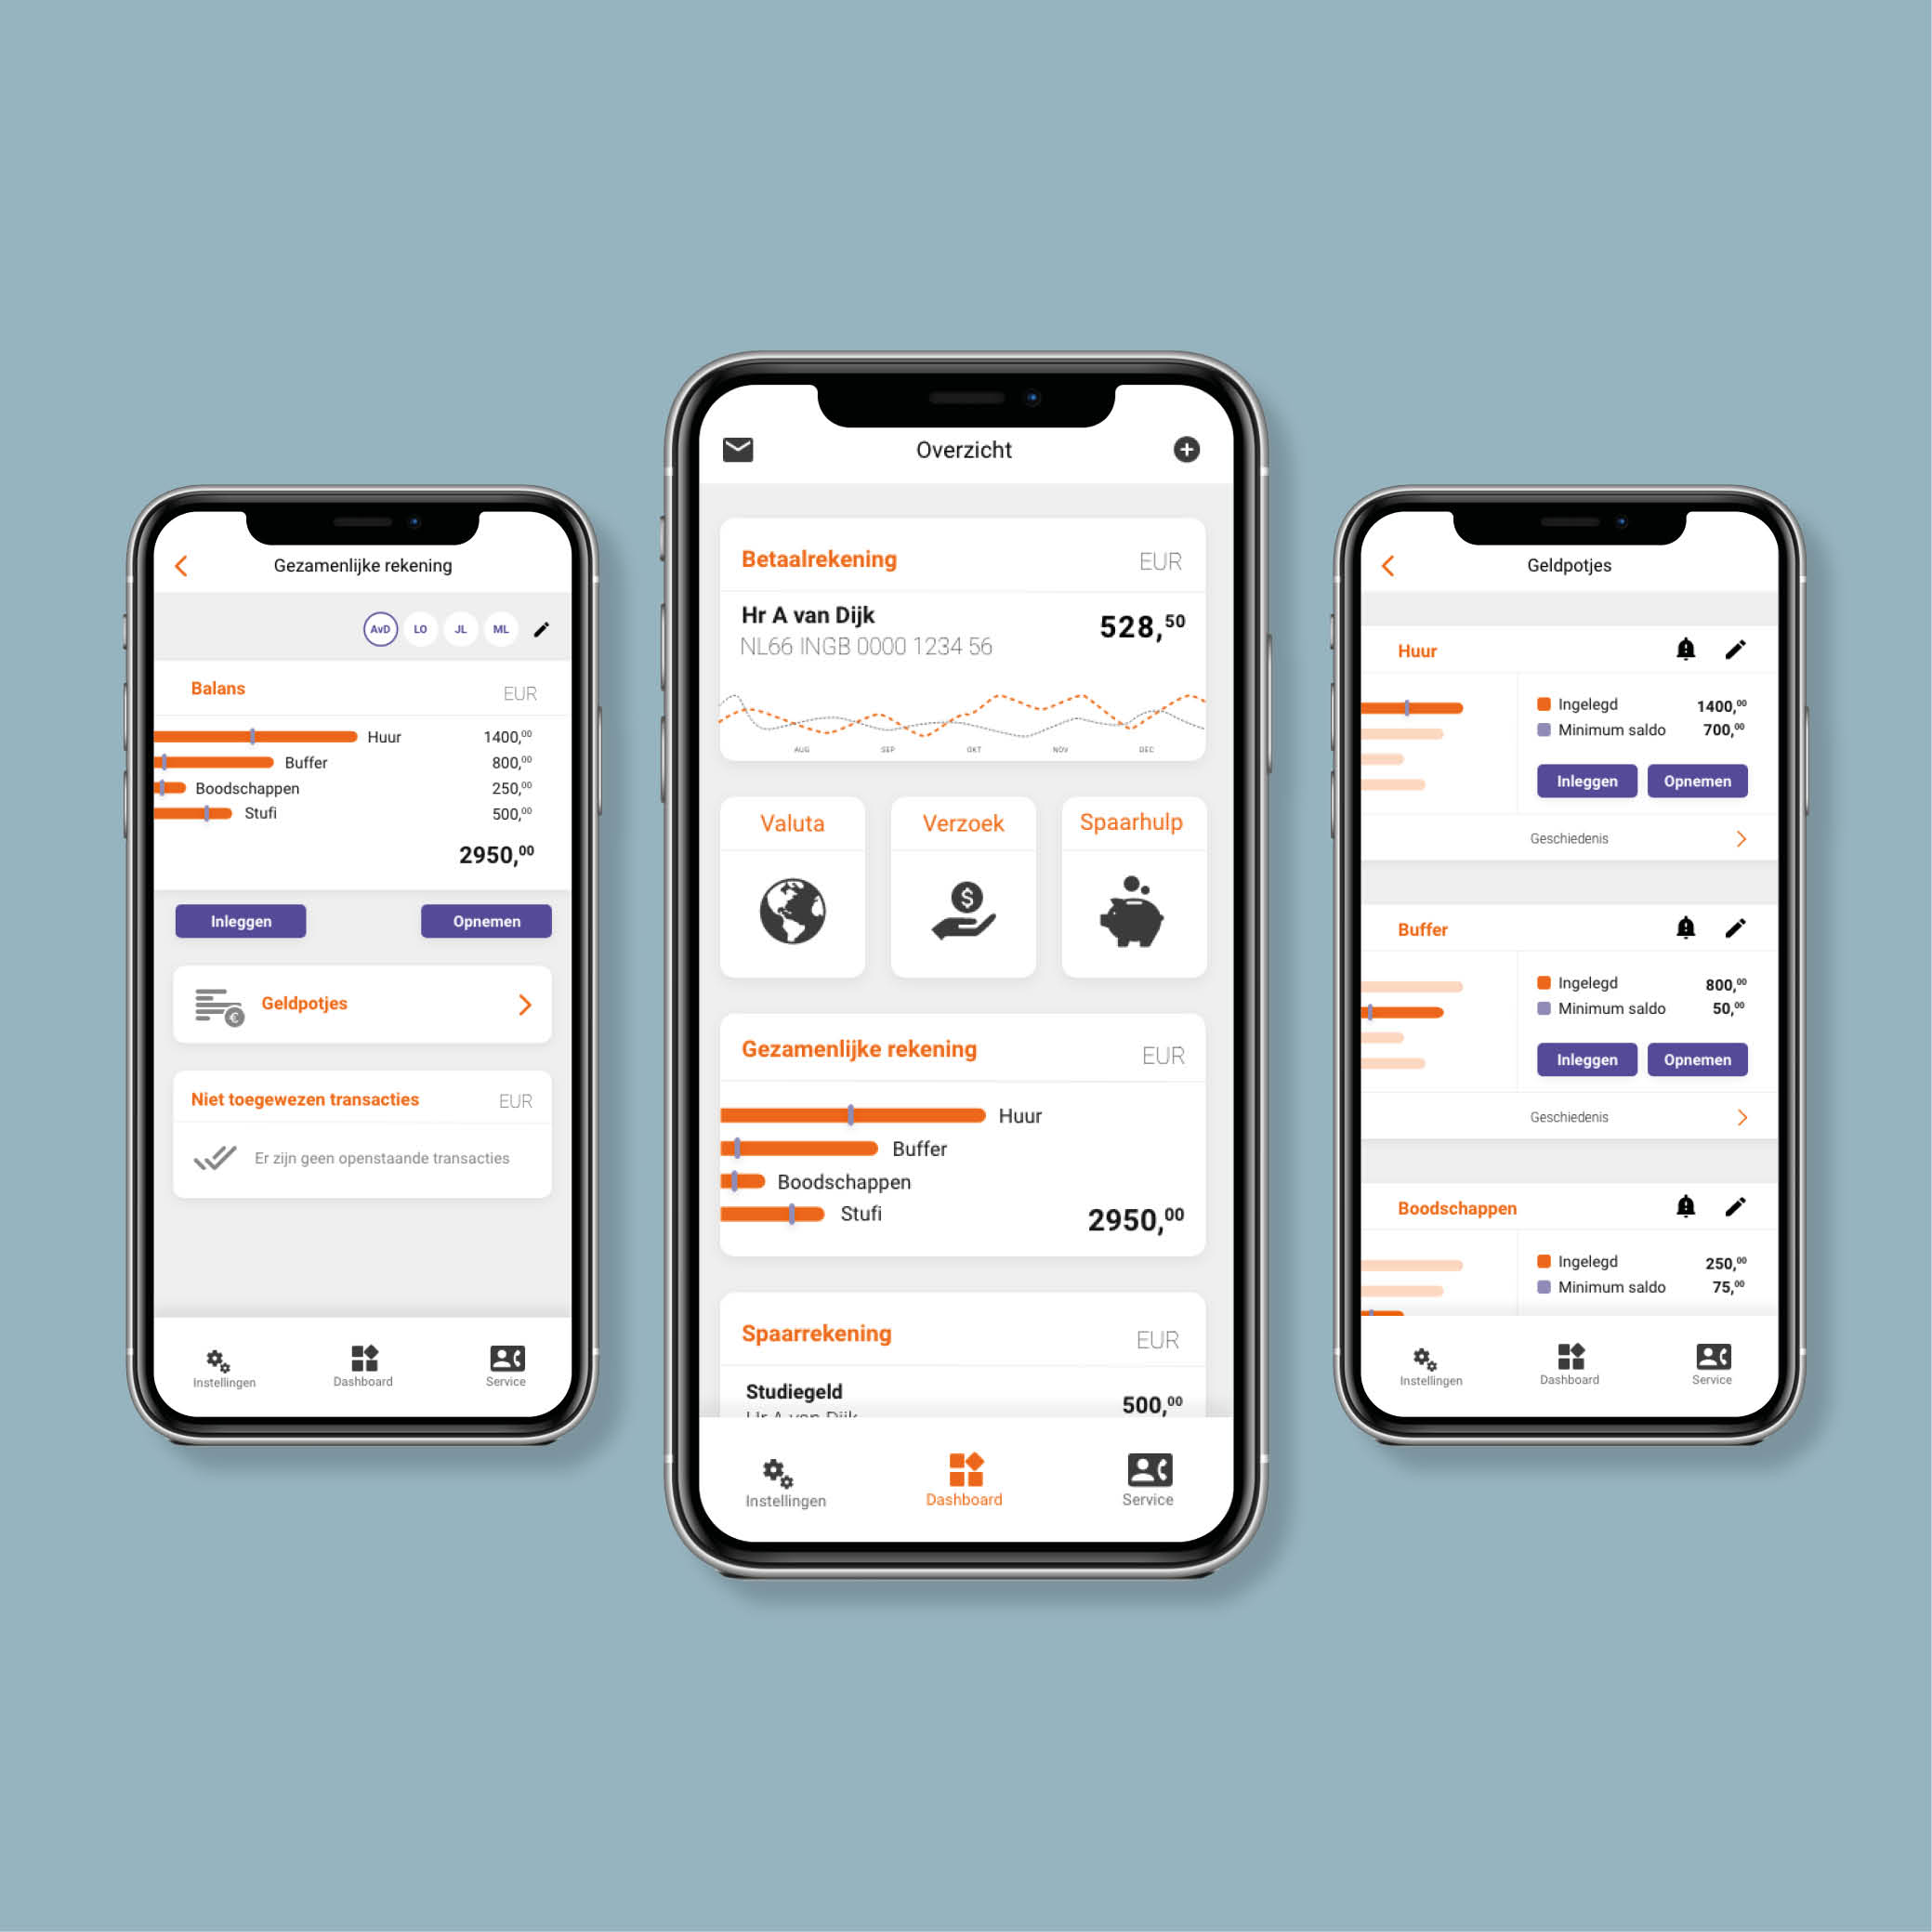 Gezamenlijke rekening
AvD LO JL ML
Balans EUR
Huur 1400,00
Buffer 800,00
Boodschappen 250,00
Stufi 500,00
2950,00
Inleggen Opnemen
€ Geldpotjes
Niet toegewezen transacties EUR
Er zijn geen openstaande transacties
Instellingen Dashboard Service
Overzicht
Betaalrekening EUR
Hr A van Dijk 528,50
NL66 INGB 0000 1234 56
AUG SEP OKT NOV DEC
Valuta Verzoek Spaarhulp
$
Gezamenlijke rekening EUR
Huur
Buffer
Boodschappen
Stufi 2950,00
Spaarrekening EUR
Studiegeld 500,00
Hr A van Dijk
Instellingen Dashboard Service
Geldpotjes
Huur
Ingelegd 1400,00
Minimum saldo 700,00
Inleggen Opnemen
Geschiedenis
Buffer
Ingelegd 800,00
Minimum saldo 50,00
Inleggen Opnemen
Geschiedenis
Boodschappen
Ingelegd 250,00
Minimum saldo 75,00
Instellingen Dashboard Service